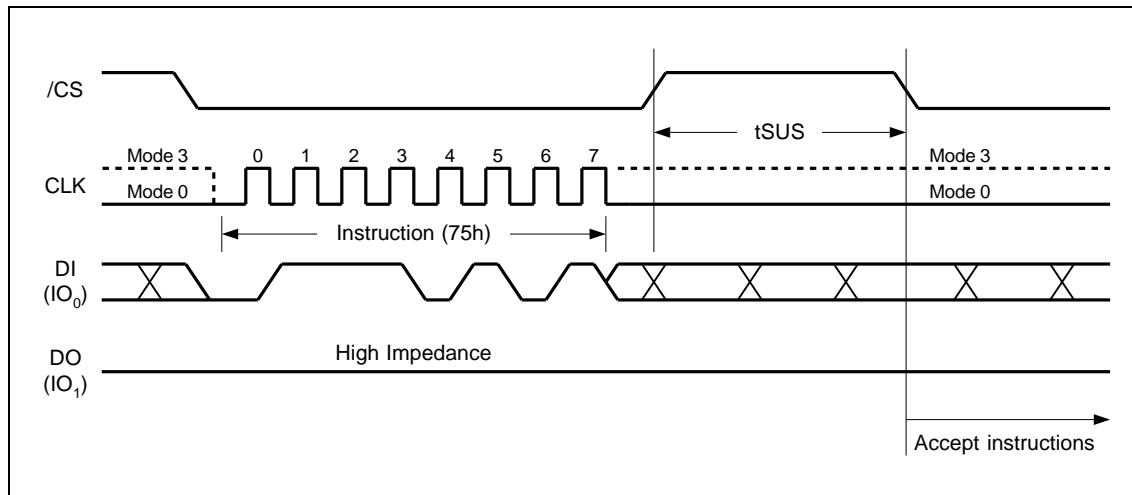 /CS
tSUS
Mode 3
0 1 2 3 4 5 6 7
Mode 3
CLK
Mode 0
Mode 0
Instruction (75h)
DI
(IO0)
High Impedance
DO
(IO1)
Accept instructions